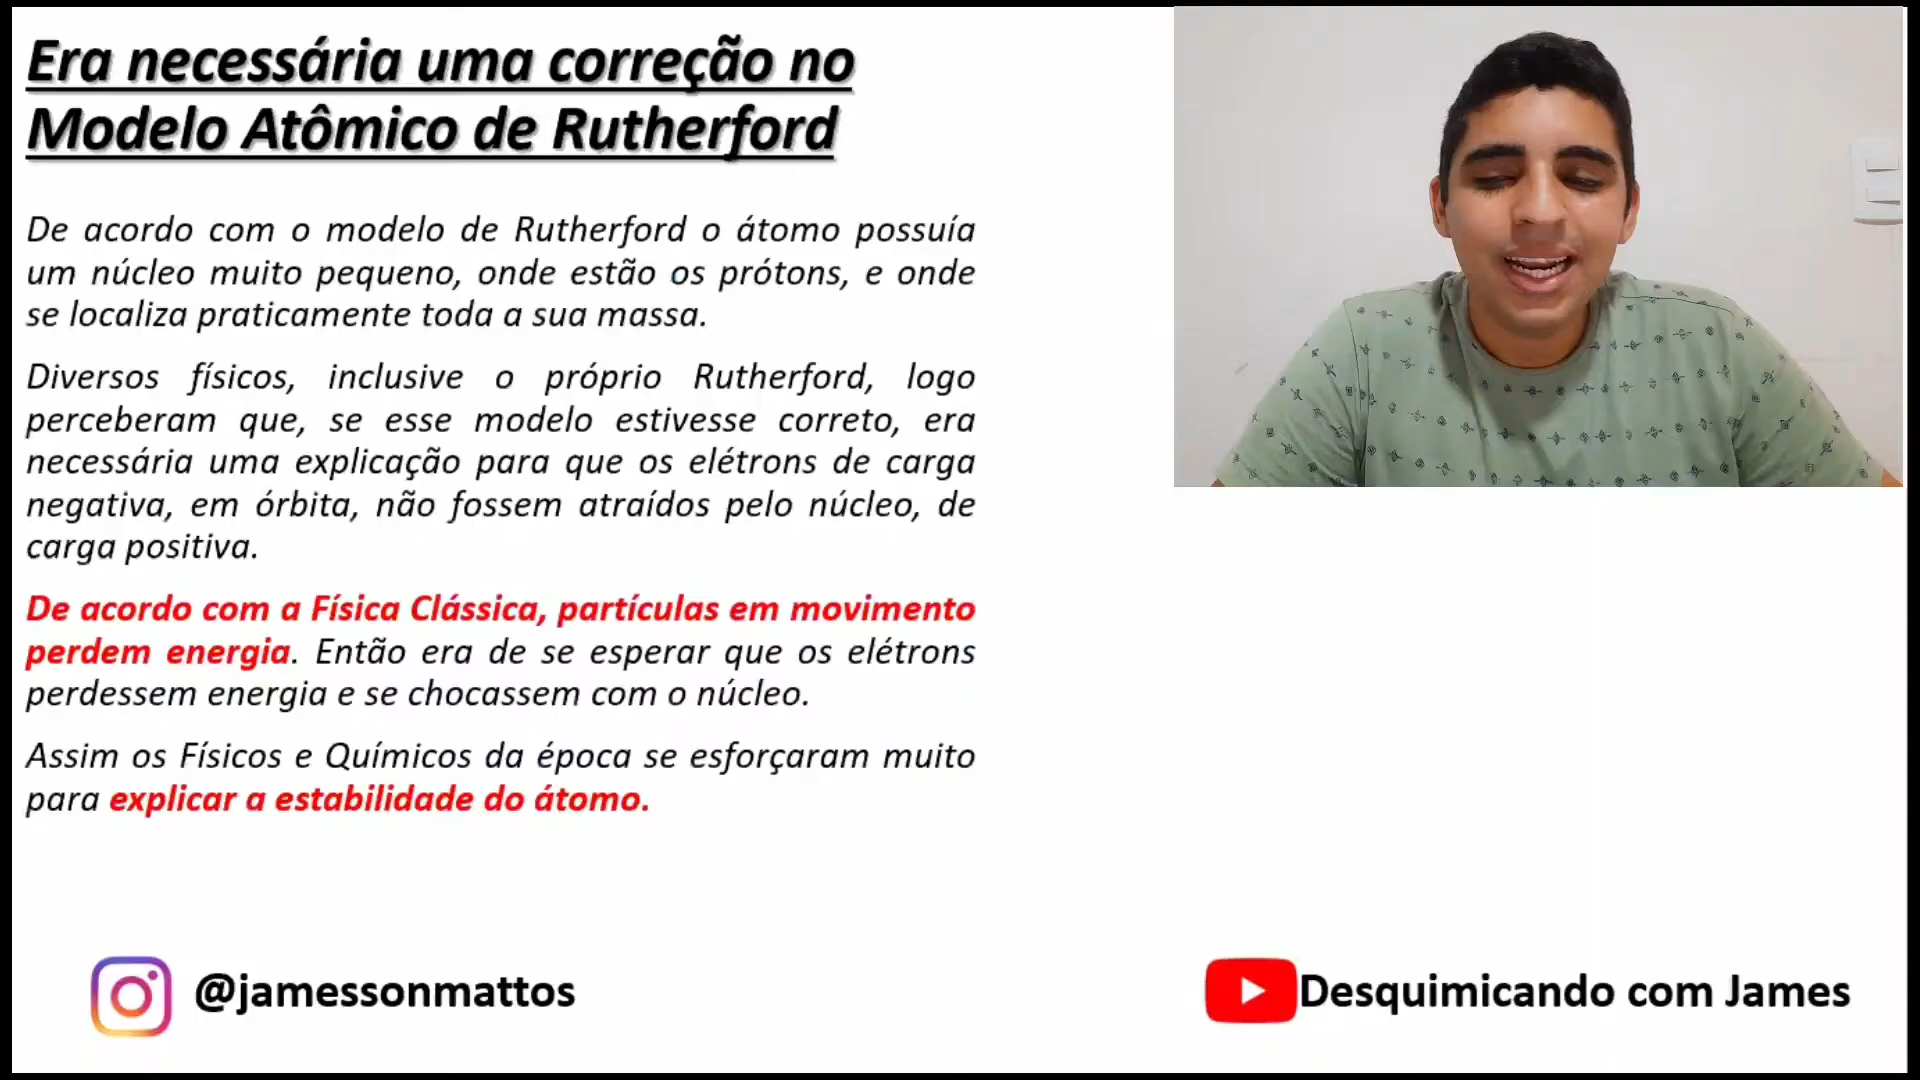 Era necessária uma correção no
Modelo Atômico de Rutherford
De acordo com o modelo de Rutherford o átomo possuía
um núcleo muito pequeno, onde estão os prótons, e onde
se localiza praticamente toda a sua massa.
Diversos físicos, inclusive o próprio Rutherford, logo
perceberam que, se esse modelo estivesse correto, era
necessária uma explicação para que os elétrons de carga
negativa, em órbita, não fossem atraídos pelo núcleo, de
carga positiva.
De acordo com a Física Clássica, partículas em movimento
perdem energia. Então era de se esperar que os elétrons
perdessem energia e se chocassem com o núcleo.
Assim os Físicos e Químicos da época se esforçaram muito
para explicar a estabilidade do átomo.
@jamessonmattos
Desquimicando com James